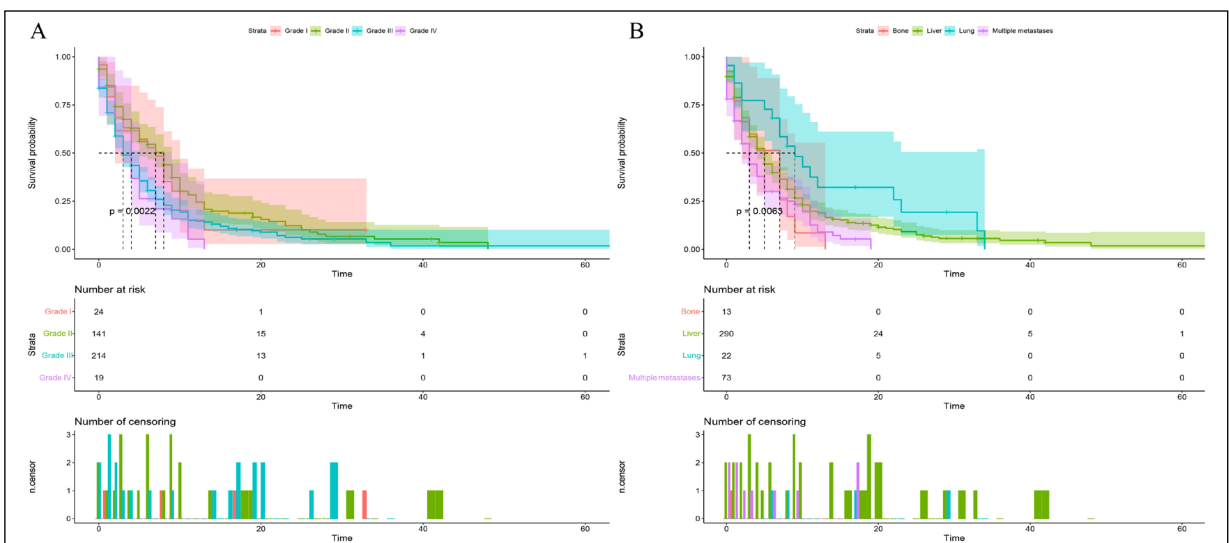 A
Strata Grade I Grade II Grade III Grade IV
1.00
0.75
0.50
0.25
0.00
Survival probability
p = 0.0022
0 20 40 60
Time
Number at risk
Strata
Grade I 24 1 0 0
Grade II 141 15 4 0
Grade III 214 13 1 1
Grade IV 19 0 0 0
0 20 40 60
Time
Number of censoring
n.censor
3
2
1
0
0 20 40 60
Time
B
Strata Bone Liver Lung Multiple metastases
1.00
0.75
0.50
0.25
0.00
Survival probability
p = 0.0063
0 20 40 60
Time
Number at risk
Strata
Bone 13 0 0 0
Liver 290 24 5 1
Lung 22 5 0 0
Multiple metastases 73 0 0 0
0 20 40 60
Time
Number of censoring
n.censor
3
2
1
0
0 20 40 60
Time